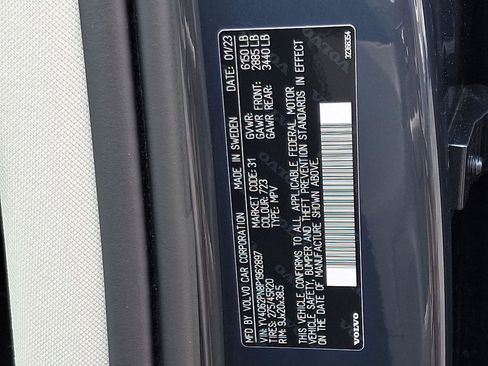 MFD BY VOLVO CAR CORPORATION MADE IN SWEDEN DATE: 01/23
VIN: YV4062PN8P1962897
TIRES: 275/45R20
RIM: 9Jx20x38.5
MARKET CODE: 31
COLOUR: 723
TYPE: MPV
GVWR: 6150 LB
GAWR FRONT: 2885 LB
GAWR REAR: 3440 LB
THIS VEHICLE CONFORMS TO ALL APPLICABLE FEDERAL MOTOR
VEHICLE SAFETY, BUMPER AND THEFT PREVENTION STANDARDS IN EFFECT
ON THE DATE OF MANUFACTURE SHOWN ABOVE.
VOLVO
32366354